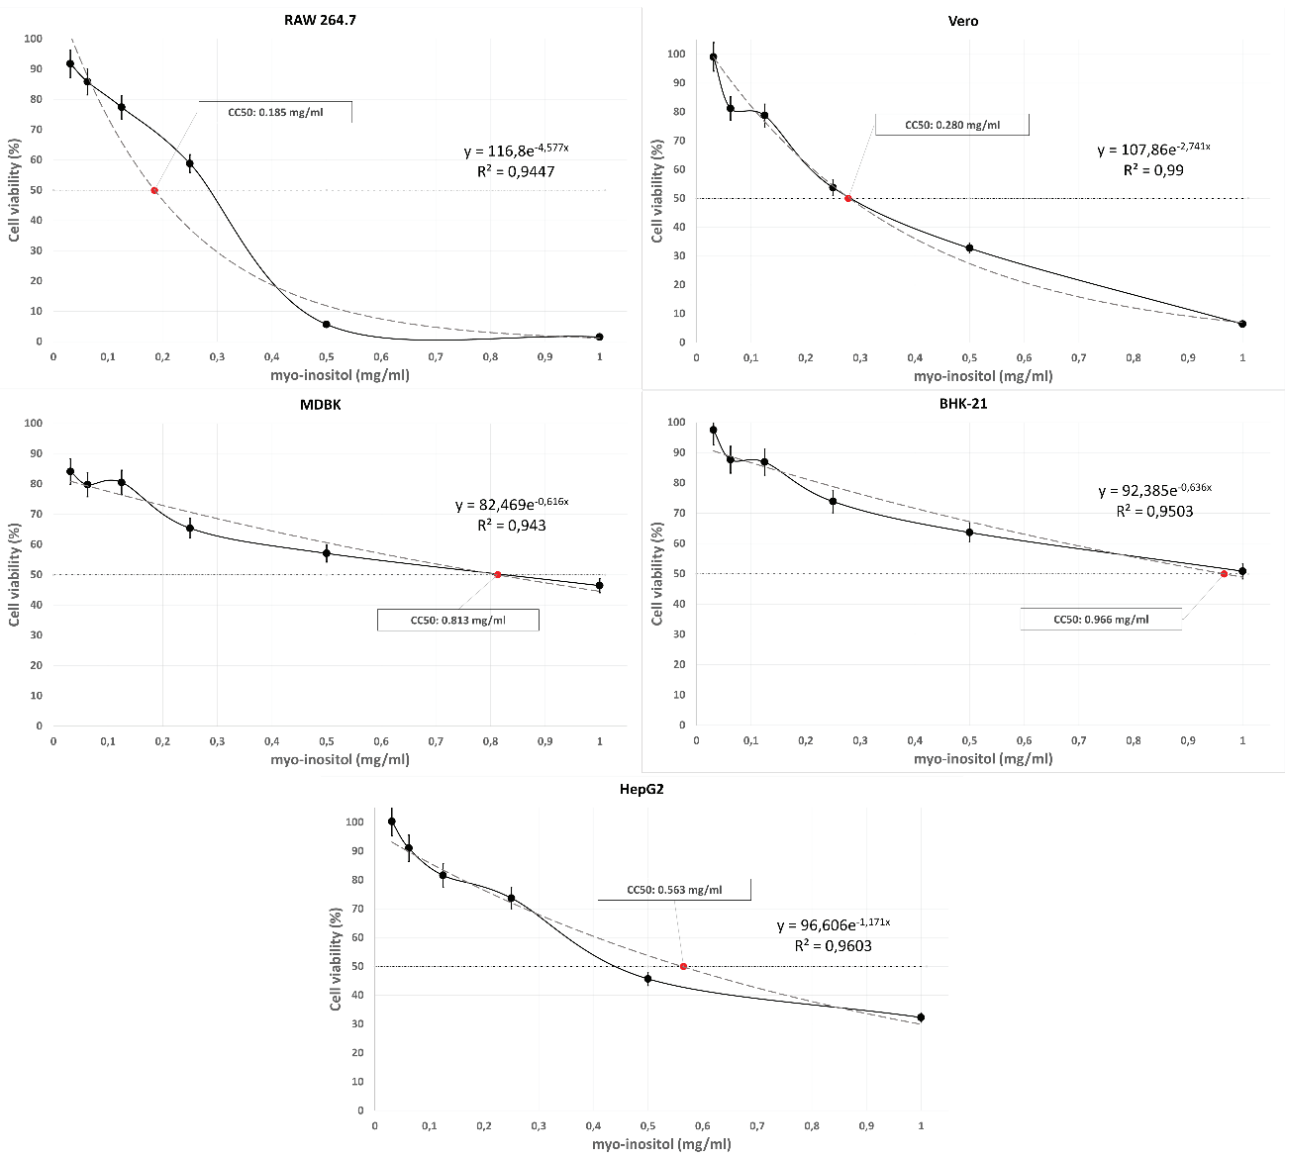 RAW 264.7
100
90
80
70
60
50
40
30
20
10
0
Cell viability (%)
CC50: 0.185 mg/ml
y = 116,8e^-4,577x
R² = 0,9447
0 0,1 0,2 0,3 0,4 0,5 0,6 0,7 0,8 0,9 1
myo-inositol (mg/ml)
Vero
100
90
80
70
60
50
40
30
20
10
0
Cell viability (%)
CC50: 0.280 mg/ml
y = 107,86e^-2,741x
R² = 0,99
0 0,1 0,2 0,3 0,4 0,5 0,6 0,7 0,8 0,9 1
myo-inositol (mg/ml)
MDBK
100
90
80
70
60
50
40
30
20
10
0
Cell viability (%)
y = 82,469e^-0,616x
R² = 0,943
CC50: 0.813 mg/ml
0 0,1 0,2 0,3 0,4 0,5 0,6 0,7 0,8 0,9 1
myo-inositol (mg/ml)
BHK-21
100
90
80
70
60
50
40
30
20
10
0
Cell viability (%)
y = 92,385e^-0,636x
R² = 0,9503
CC50: 0.966 mg/ml
0 0,1 0,2 0,3 0,4 0,5 0,6 0,7 0,8 0,9 1
myo-inositol (mg/ml)
HepG2
100
90
80
70
60
50
40
30
20
10
0
Cell viability (%)
CC50: 0.563 mg/ml
y = 96,606e^-1,171x
R² = 0,9603
0 0,1 0,2 0,3 0,4 0,5 0,6 0,7 0,8 0,9 1
myo-inositol (mg/ml)